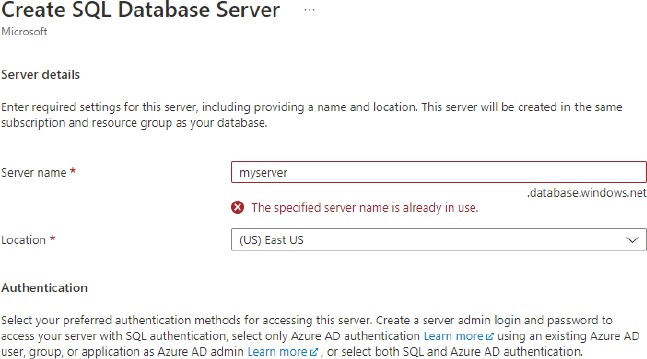 Create SQL Database Server ...
Microsoft
Server details
Enter required settings for this server, including providing a name and location. This server will be created in the same
subscription and resource group as your database.
Server name *
myserver
.database.windows.net
The specified server name is already in use.
Location *
(US) East US
Authentication
Select your preferred authentication methods for accessing this server. Create a server admin login and password to
access your server with SQL authentication, select only Azure AD authentication Learn more using an existing Azure AD
user, group, or application as Azure AD admin Learn more , or select both SQL and Azure AD authentication.